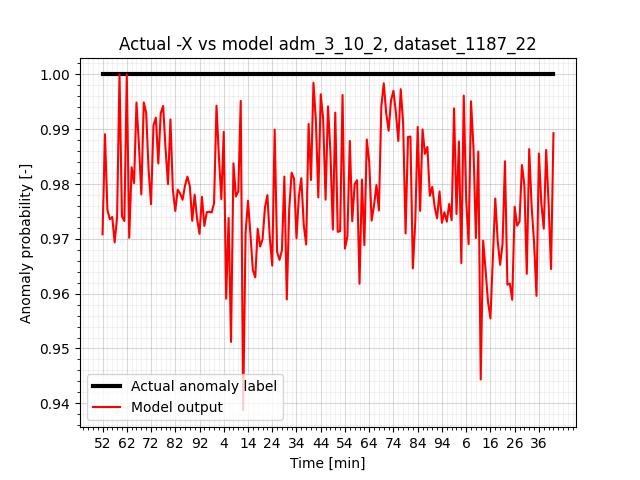 Actual -X vs model adm_3_10_2, dataset_1187_22
1.00
0.99
0.98
0.97
0.96
0.95
0.94
Anomaly probability [-]
Actual anomaly label
Model output
52 62 72 82 92 4 14 24 34 44 54 64 74 84 94 6 16 26 36
Time [min]